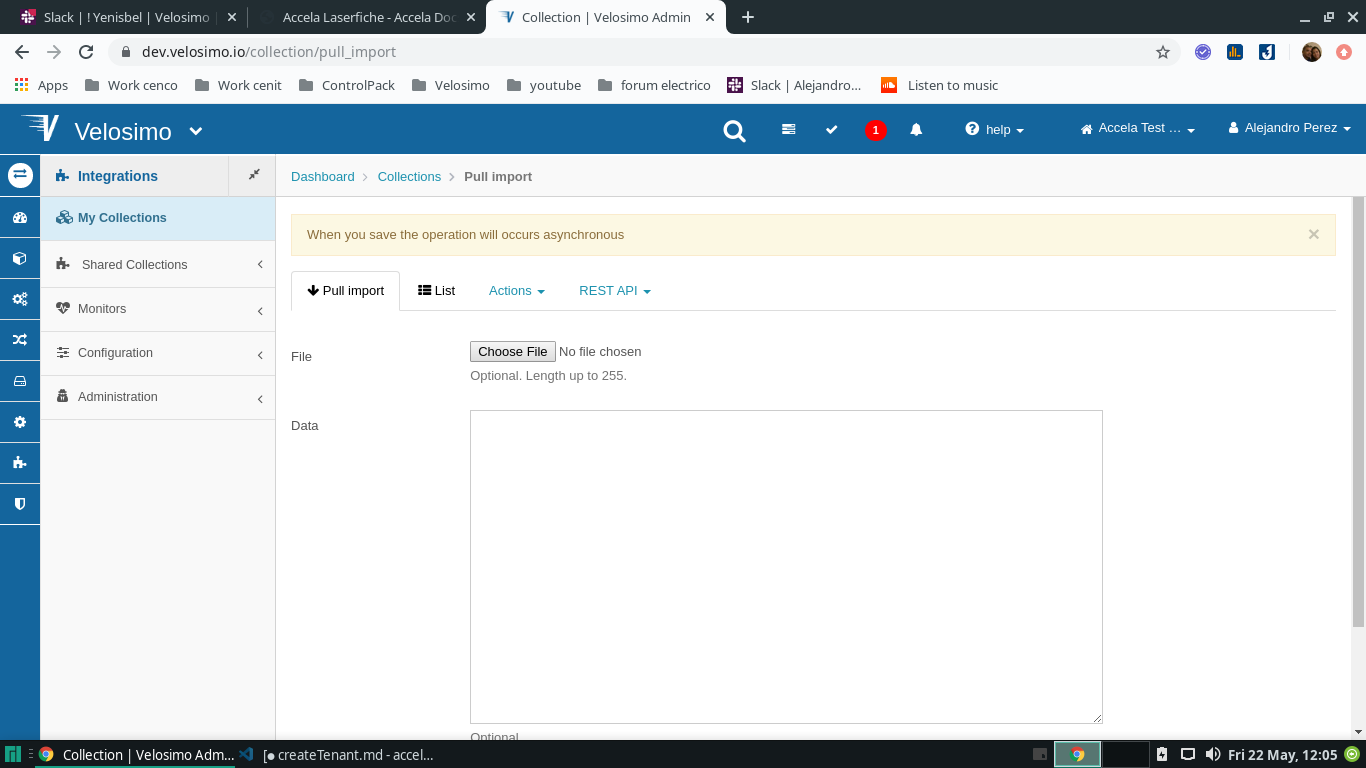 Slack | ! Yenisbel | Velosimo
Accela Laserfiche - Accela Doc
Collection | Velosimo Admin
dev.velosimo.io/collection/pull_import
Apps Work cenco Work cenit ControlPack Velosimo youtube forum electrico Slack | Alejandro... Listen to music
Velosimo 1 help Accela Test ... Alejandro Perez
Integrations
Dashboard Collections Pull import
My Collections
Shared Collections
Monitors
Configuration
Administration
When you save the operation will occurs asynchronous ×
Pull import List Actions REST API
File Choose File No file chosen
Optional. Length up to 255.
Data
Optional
Collection | Velosimo Adm... [● createTenant.md - accel... Fri 22 May, 12:05